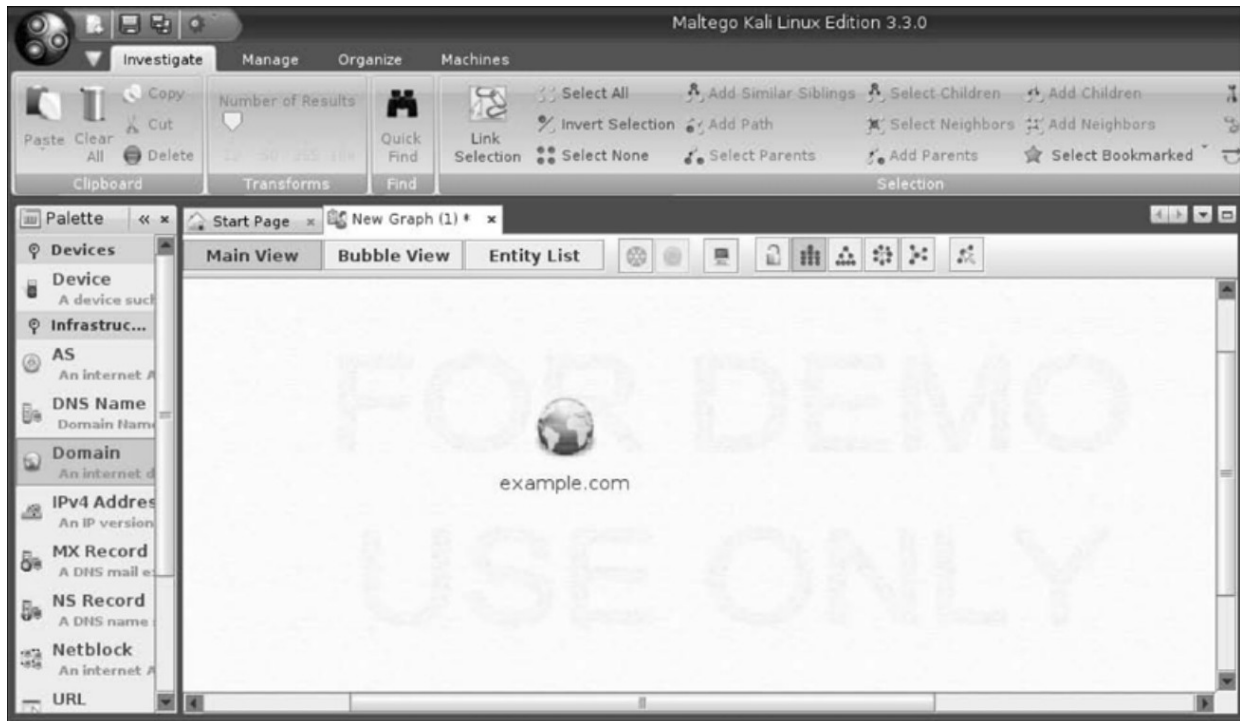 Maltego Kali Linux Edition 3.3.0
Investigate Manage Organize Machines
Paste
Clear All
Copy
Cut
Delete
Clipboard
Number of Results
Transforms
Quick Find
Find
Link Selection
Select All
Invert Selection
Select None
Add Similar Siblings
Add Path
Select Parents
Select Children
Select Neighbors
Add Parents
Add Children
Add Neighbors
Select Bookmarked
Selection
Palette
Start Page
New Graph (1) *
Main View Bubble View Entity List
Devices
Device
A device such
Infrastruc...
AS
An internet A
DNS Name
Domain Name
Domain
An internet d
IPv4 Addres
An IP version
MX Record
A DNS mail e
NS Record
A DNS name
Netblock
An internet A
URL
FOR DEMO
example.com
USE ONLY